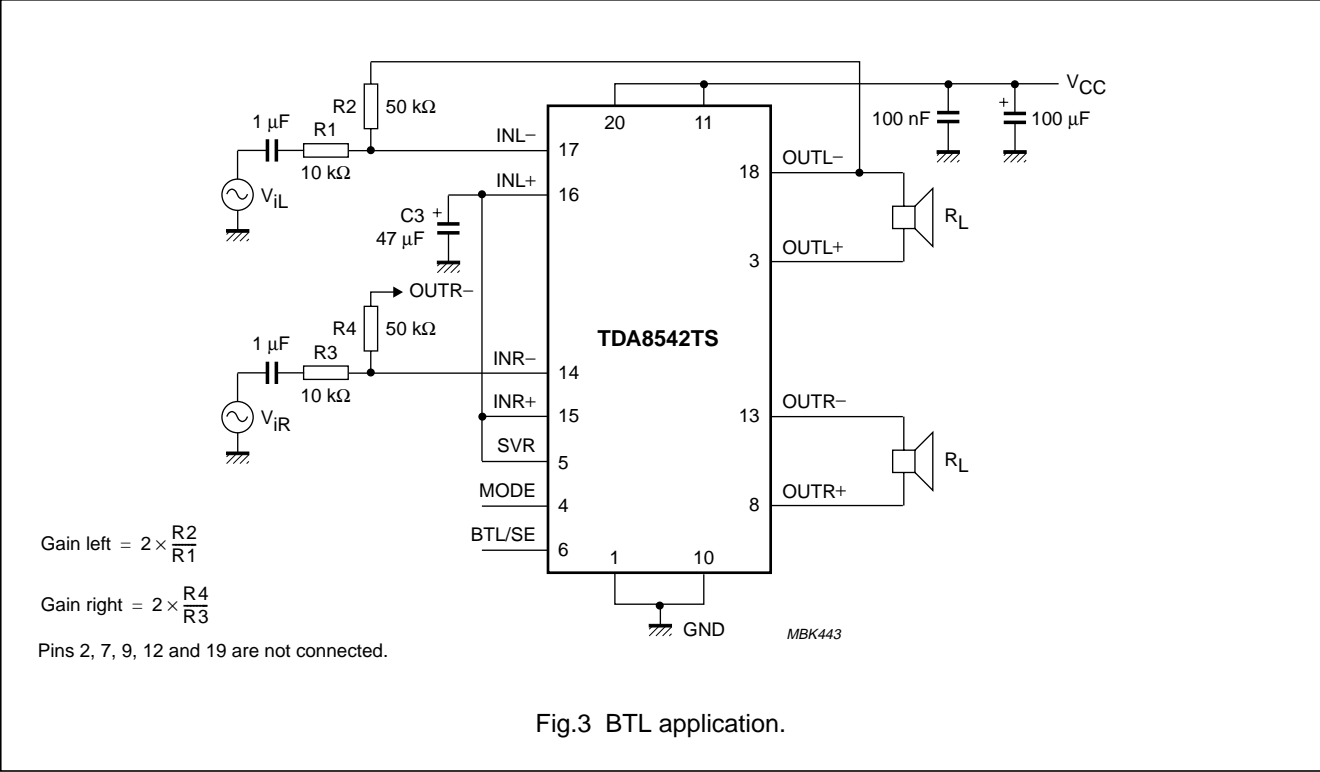 R2
50 kΩ
1 μF
R1
10 kΩ
ViL
INL−
17
INL+
16
C3
+
47 μF
OUTR−
R4
50 kΩ
1 μF
R3
10 kΩ
ViR
INR−
14
INR+
15
SVR
5
MODE
4
BTL/SE
6
20
11
TDA8542TS
1
10
GND
VCC
100 nF
+
100 μF
18
OUTL−
RL
3
OUTL+
13
OUTR−
RL
8
OUTR+
MBK443
Gain left = 2 × R2/R1
Gain right = 2 × R4/R3
Pins 2, 7, 9, 12 and 19 are not connected.
Fig.3 BTL application.